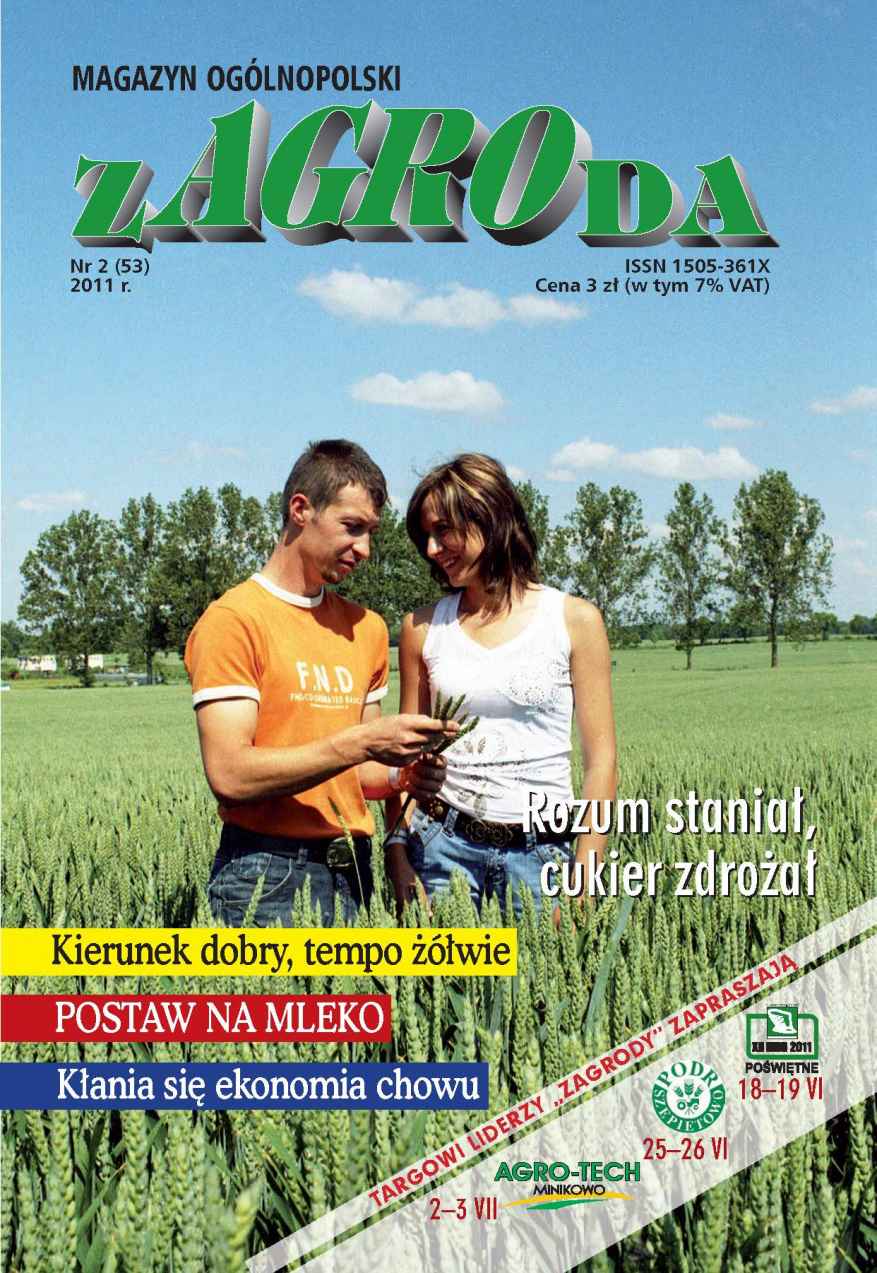 MAGAZYN OGÓLNOPOLSKI
ZAGRODA
Nr 2 (53)
2011 r.
ISSN 1505-361X
Cena 3 zł (w tym 7% VAT)
F.N.D
Rozum staniał,
cukier zdrożał
Kierunek dobry, tempo żółwie
POSTAW NA MLEKO
Kłania się ekonomia chowu
TARGOWI LIDERZY „ZAGRODY” ZAPRASZAJĄ
2011
POŚWIĘTNE
18–19 VI
PODR
SZEPIETOWO
25–26 VI
AGRO-TECH
MINIKOWO
2–3 VII